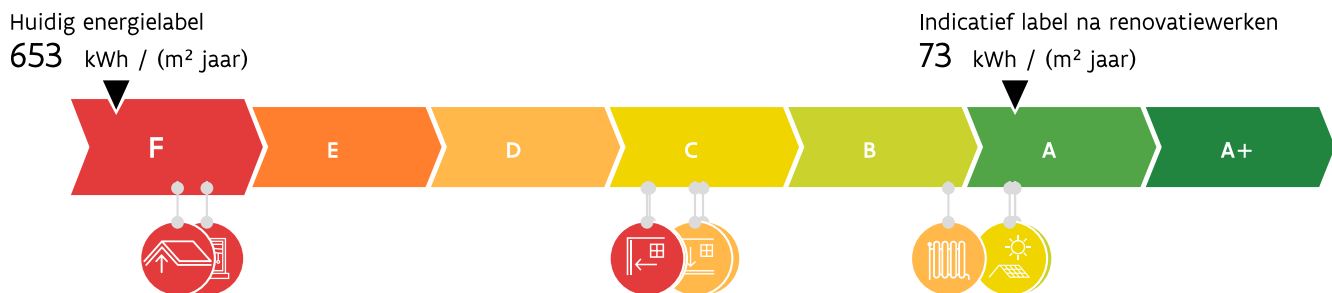 Huidig energielabel
653 kWh / (m² jaar)
Indicatief label na renovatiewerken
73 kWh / (m² jaar)
F E D C B A A+